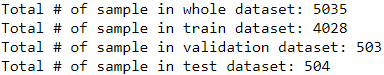 Total # of sample in whole dataset: 5035
Total # of sample in train dataset: 4028
Total # of sample in validation dataset: 503
Total # of sample in test dataset: 504